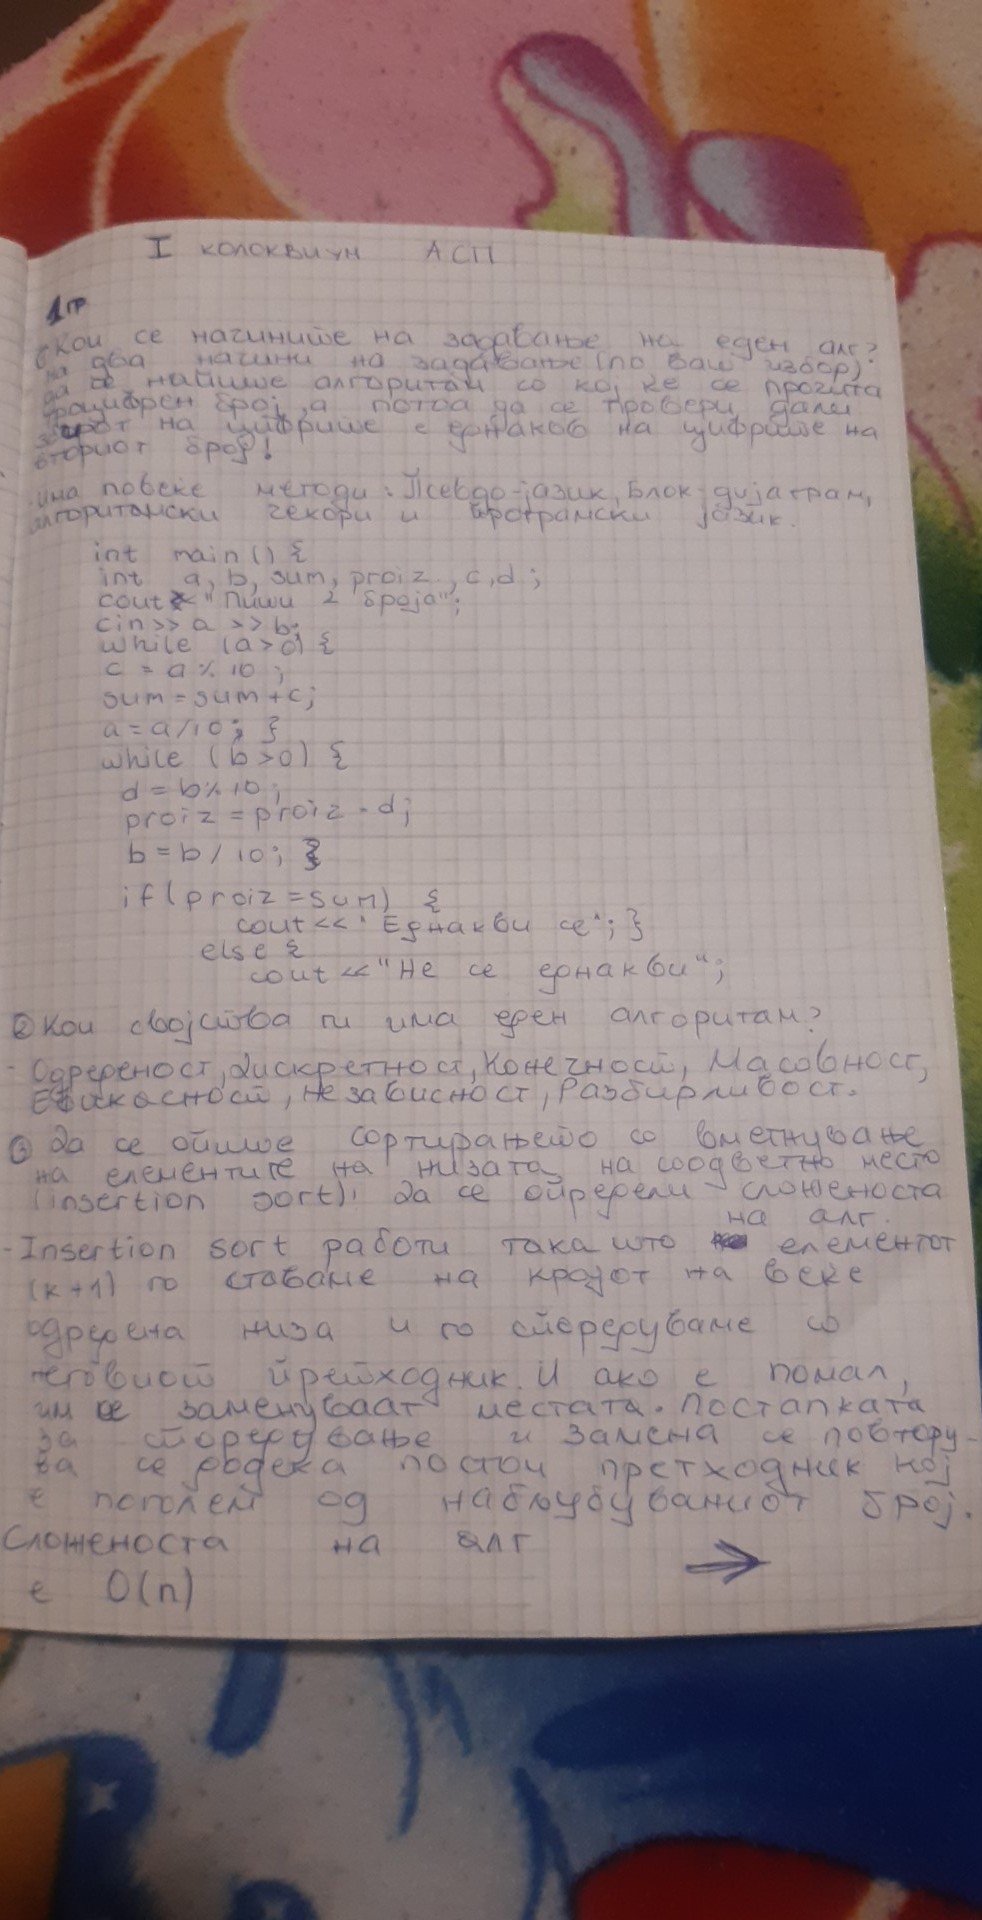 I колоквиум АСП
1гр
Кои се начините на задавање на еден алг?
на два начини на задавање (по ваш избор)
да се напише алгоритам со кој ќе се прочита
број, а потоа да се провери дали
на цифрите е еднаков на цифрите на
вториот број!
има повеќе методи: Псевдо-јазик, Блок-дијаграм,
алгоритамски чекори и програмски јазик.
int main() {
int a, b, sum, proiz, c, d;
cout << "Пиши 2 броја";
cin>> a >> b;
while (a>0) {
c = a % 10 ;
sum = sum + c;
a = a/10; }
while (b>0) {
d = b % 10;
proiz = proiz · d;
b = b / 10; }
if(proiz = sum) {
cout << "Еднакви се"; }
else {
cout << "Не се еднакви";
② Кои својства ги има еден алгоритам?
- Одреденост, Дискретност, Конечност, Масовност,
Ефикасност, Независност, Разбирливост.
③ Да се опише сортирањето со вметнување
на елементите на низата на соодветно место
(insertion sort), да се определи сложеноста
на алг.
- Insertion sort работи така што елементот
(к+1) го ставаме на крајот на веќе
одредена низа и го споредуваме со
неговиот претходник. И ако е помал,
им се заменуваат местата. Постапката
за споредување и замена се повтору-
ва се додека постои претходник кој
е поголем од набљудуваниот број.
Сложеноста на алг
е O(n)